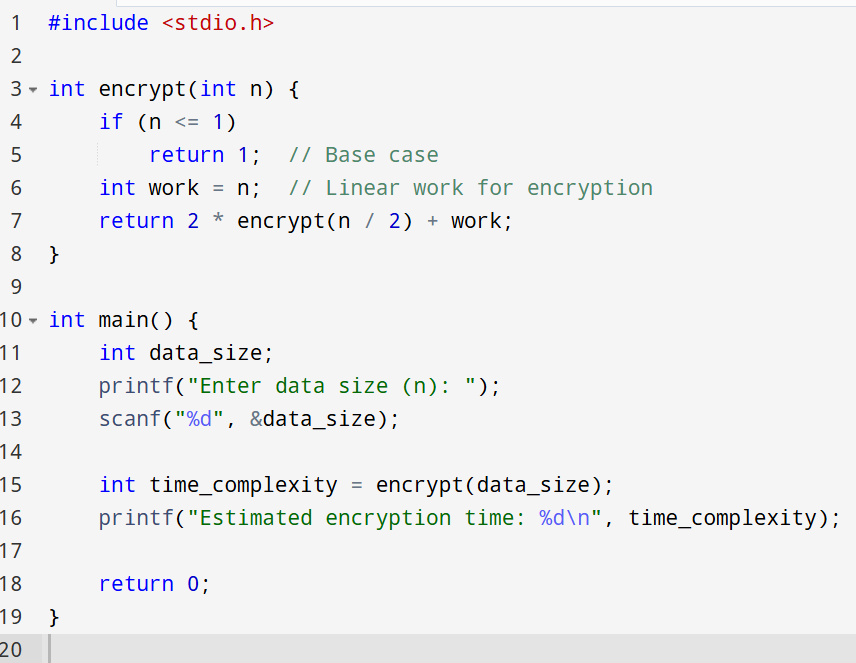 1 #include <stdio.h>
2
3 int encrypt(int n) {
4     if (n <= 1)
5         return 1;  // Base case
6     int work = n;  // Linear work for encryption
7     return 2 * encrypt(n / 2) + work;
8 }
9
10 int main() {
11     int data_size;
12     printf("Enter data size (n): ");
13     scanf("%d", &data_size);
14
15     int time_complexity = encrypt(data_size);
16     printf("Estimated encryption time: %d\n", time_complexity);
17
18     return 0;
19 }
20